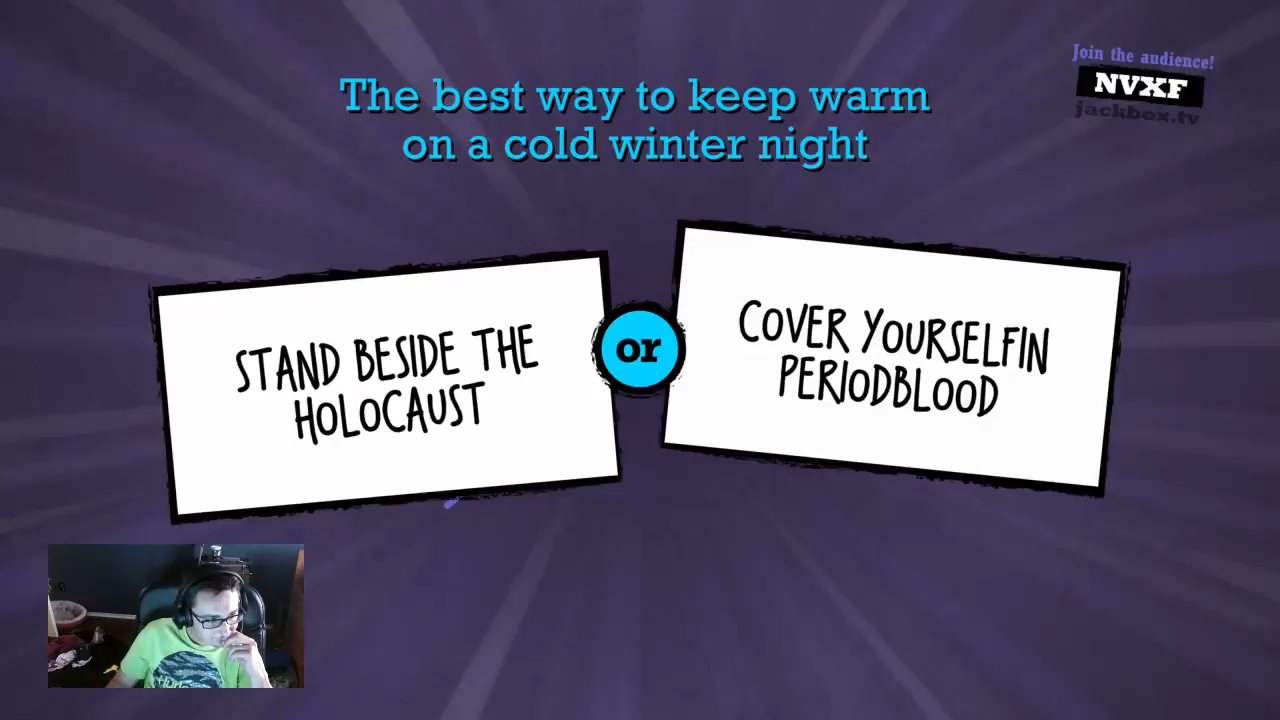 Join the audience!
NVXF
jackbox.tv
The best way to keep warm
on a cold winter night
STAND BESIDE THE
HOLOCAUST
or
COVER YOURSELFIN
PERIODBLOOD